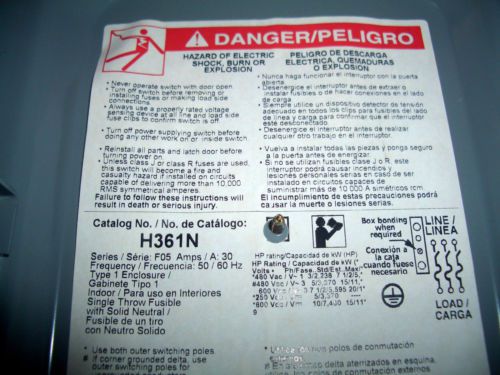 DANGER/PELIGRO
HAZARD OF ELECTRIC
SHOCK, BURN OR
EXPLOSION
PELIGRO DE DESCARGA
ELECTRICA, QUEMADURAS
O EXPLOSION
• Never operate switch with door open.
• Turn off switch before removing or
installing fuses or making load side
connections.
• Always use a properly rated voltage
sensing device at all line and load side
fuse clips to confirm switch is off.
• Turn off power supplying switch before
doing any other work on or inside switch.
• Reinstall all parts and latch door before
turning power on.
• Unless class J or class R fuses are used,
this switch may become a fire and
casualty hazard if installed in circuits
capable of delivering more than 10,000
RMS symmetrical amperes.
Failure to follow these instructions will
result in death or serious injury.
• Nunca haga funcionar el interruptor con la puerta
abierta.
• Desenergice el interruptor antes de extraer o
instalar fusibles o de hacer conexiones en el lado
de carga
• Siempre utilice un dispositivo detector de tensión
adecuado en todos los clips para fusibles del lado
de línea y carga para confirmar que el interruptor
esté desconectado.
• Desenergice el interruptor antes de realizar
cualquier otro trabajo en el interruptor.
• Vuelva a instalar todas las piezas y ponga seguro
a la puerta antes de energizar.
• Si no se utilizan fusibles clase J o R, este
interruptor puede causar incendios y
lesiones personales serias en caso de ser
instalado en circuitos capaces de
suministrar más de 10 000 A simétricos rcm
El incumplimiento de estas precauciones podrá
causar la muerte o lesiones serias.
Catalog No. / No. de Catálogo:
H361N
Series / Série: F05 Amps / A: 30
Frequency / Frecuencia: 50 / 60 Hz
Type 1 Enclosure /
Gabinete Tipo 1
Indoor / Para uso en Interiores
Single Throw Fusible
with Solid Neutral /
Fusible de un tiro
con Neutro Solido
HP rating/Capacidad de kW (HP)
HP Rating / Capacidad de kW (HP)
Volts • Ph/Fase
Box bonding
when
required
Conexión a
la caja
cuando fuese
necesario
LINE /
LINEA
LOAD /
CARGA
• Use both outer switching poles.
# If corner grounded delta, use